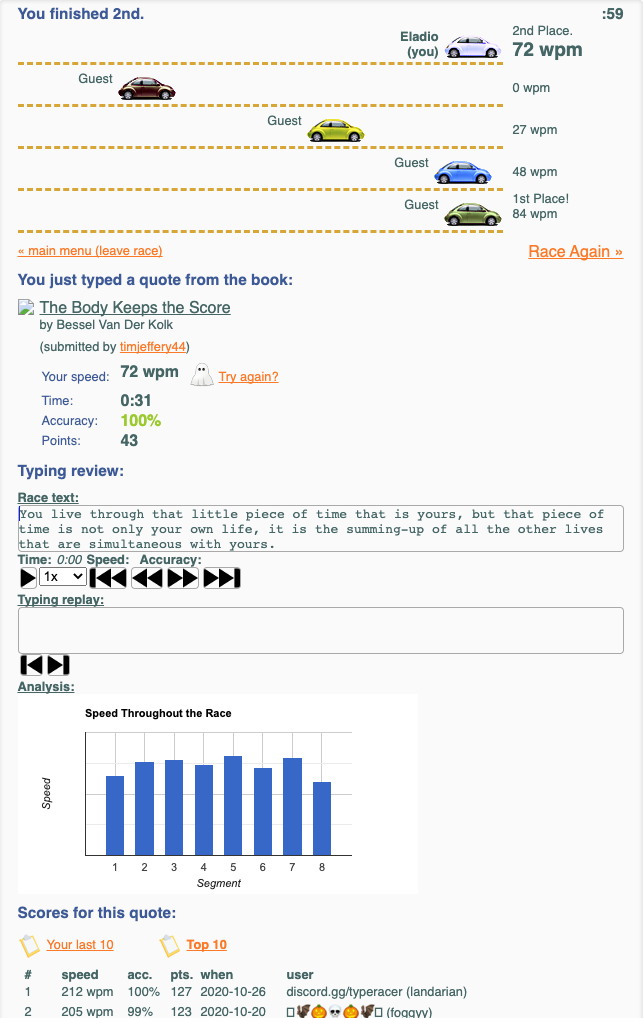 You finished 2nd. :59
Eladio
(you)
2nd Place.
72 wpm
Guest
0 wpm
Guest
27 wpm
Guest
48 wpm
Guest
1st Place!
84 wpm
« main menu (leave race) Race Again »
You just typed a quote from the book:
The Body Keeps the Score
by Bessel Van Der Kolk
(submitted by timjeffery44)
Your speed: 72 wpm Try again?
Time: 0:31
Accuracy: 100%
Points: 43
Typing review:
Race text:
You live through that little piece of time that is yours, but that piece of
time is not only your own life, it is the summing-up of all the other lives
that are simultaneous with yours.
Time: 0:00 Speed: Accuracy:
1x
Typing replay:
Analysis:
Speed Throughout the Race
Speed
1 2 3 4 5 6 7 8
Segment
Scores for this quote:
Your last 10 Top 10
# speed acc. pts. when user
1 212 wpm 100% 127 2020-10-26 discord.gg/typeracer (landarian)
2 205 wpm 99% 123 2020-10-20 🦇🎃💀🎃🦇 (foggyy)